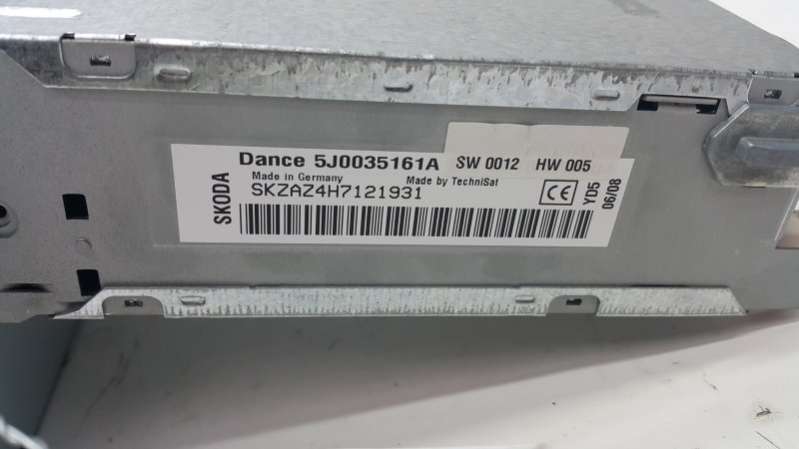 SKODA
Dance 5J0035161A SW 0012 HW 005
Made in Germany Made by TechniSat
SKZAZ4H7121931
CE
YD5
06/08